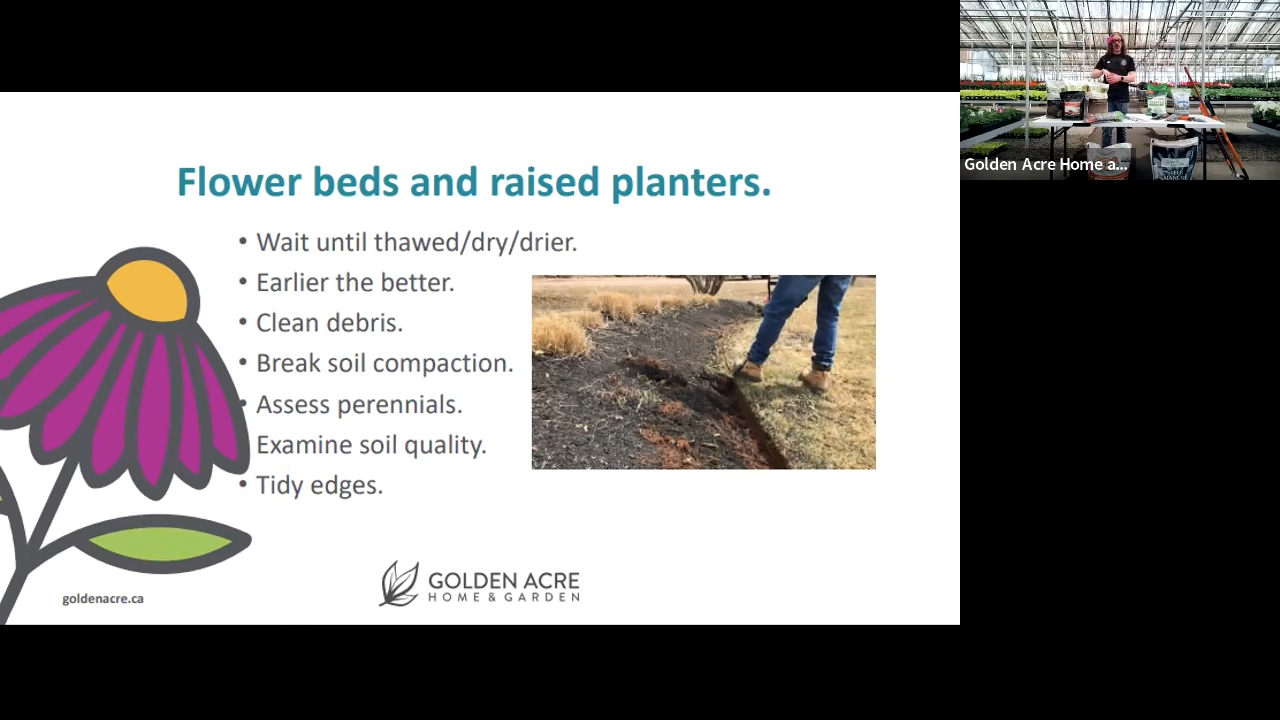 Flower beds and raised planters.
• Wait until thawed/dry/drier.
• Earlier the better.
• Clean debris.
• Break soil compaction.
• Assess perennials.
Examine soil quality.
• Tidy edges.
goldenacre.ca
GOLDEN ACRE
HOME & GARDEN
Golden Acre Home a...